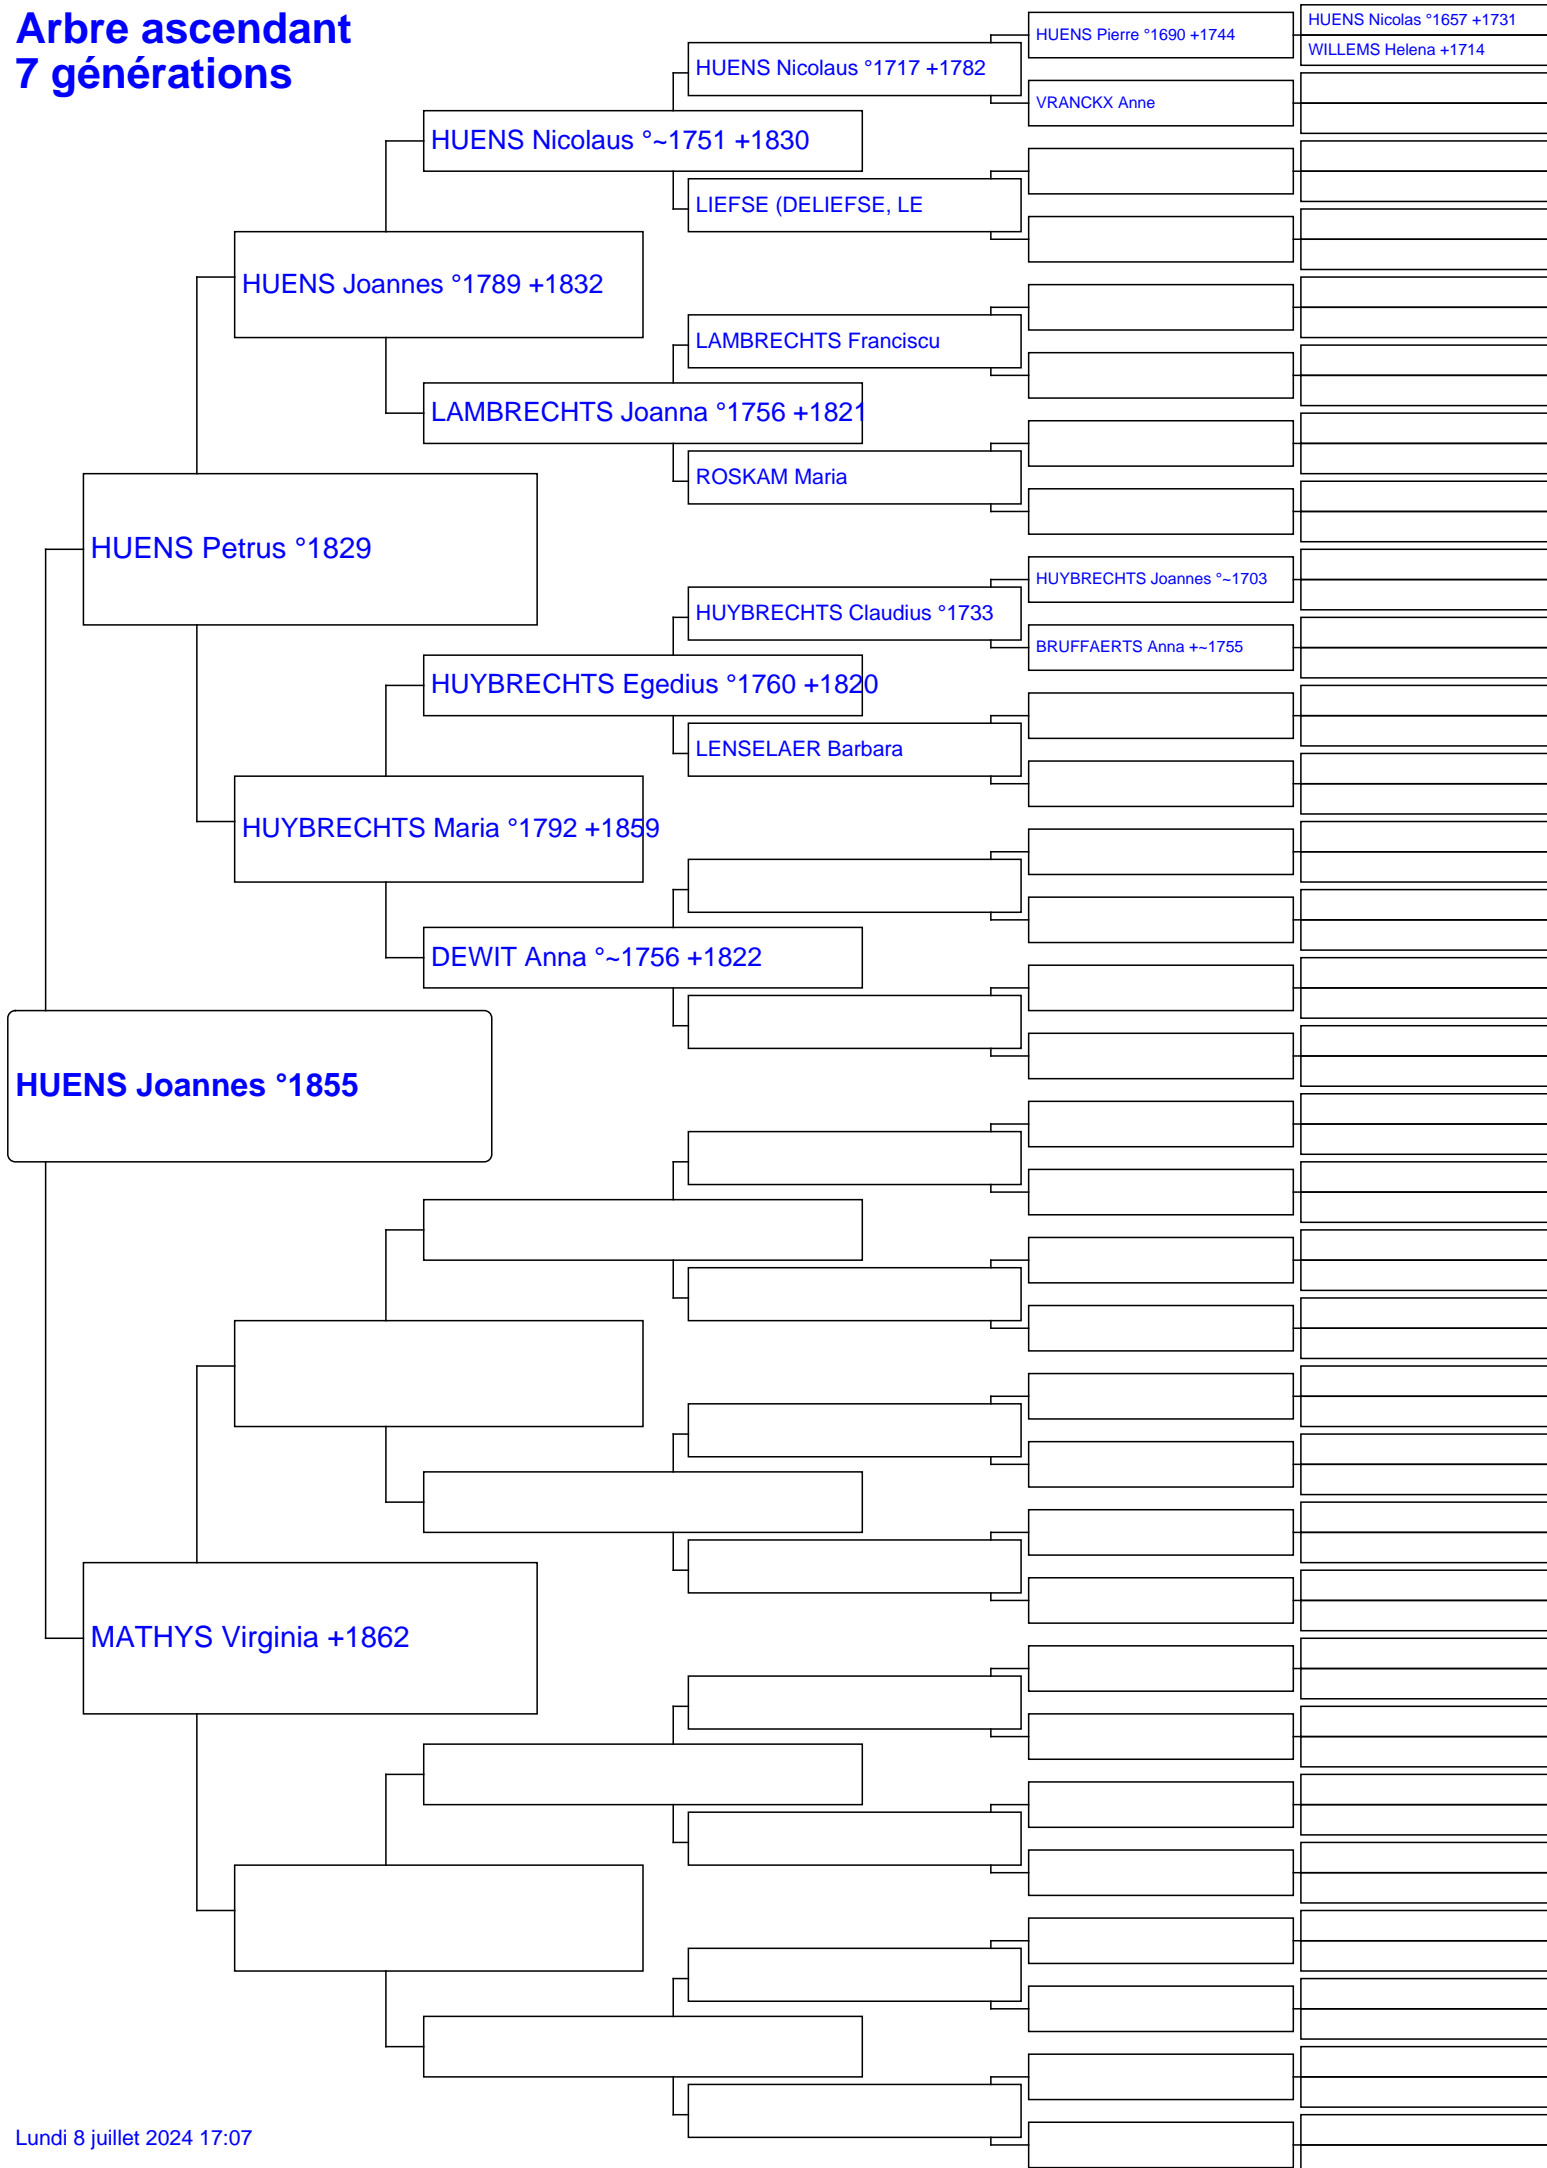 Arbre ascendant
7 générations
HUENS Pierre °1690 +1744
HUENS Nicolas °1657 +1731
WILLEMS Helena +1714
HUENS Nicolaus °1717 +1782
VRANCKX Anne
HUENS Nicolaus °~1751 +1830
LIEFSE (DELIEFSE, LE
HUENS Joannes °1789 +1832
LAMBRECHTS Franciscu
LAMBRECHTS Joanna °1756 +1821
ROSKAM Maria
HUENS Petrus °1829
HUYBRECHTS Joannes °~1703
HUYBRECHTS Claudius °1733
BRUFFAERTS Anna +~1755
HUYBRECHTS Egedius °1760 +1820
LENSELAER Barbara
HUYBRECHTS Maria °1792 +1859
DEWIT Anna °~1756 +1822
HUENS Joannes °1855
MATHYS Virginia +1862
Lundi 8 juillet 2024 17:07